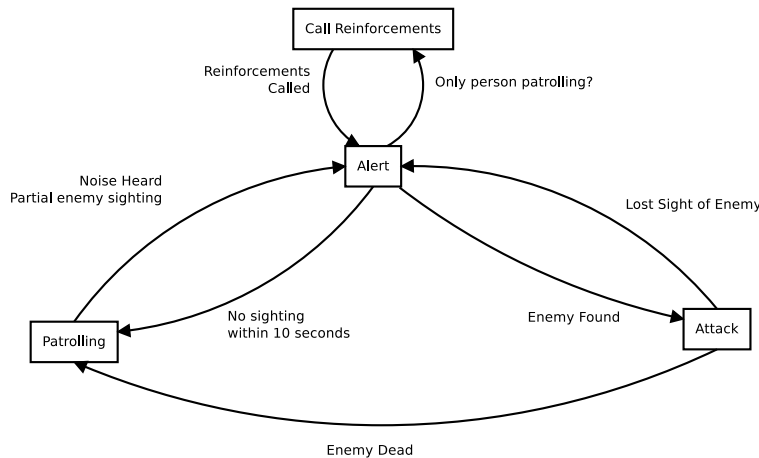 Call Reinforcements
Reinforcements
Called
Only person patrolling?
Alert
Noise Heard
Partial enemy sighting
Lost Sight of Enemy
No sighting
within 10 seconds
Enemy Found
Attack
Patrolling
Enemy Dead